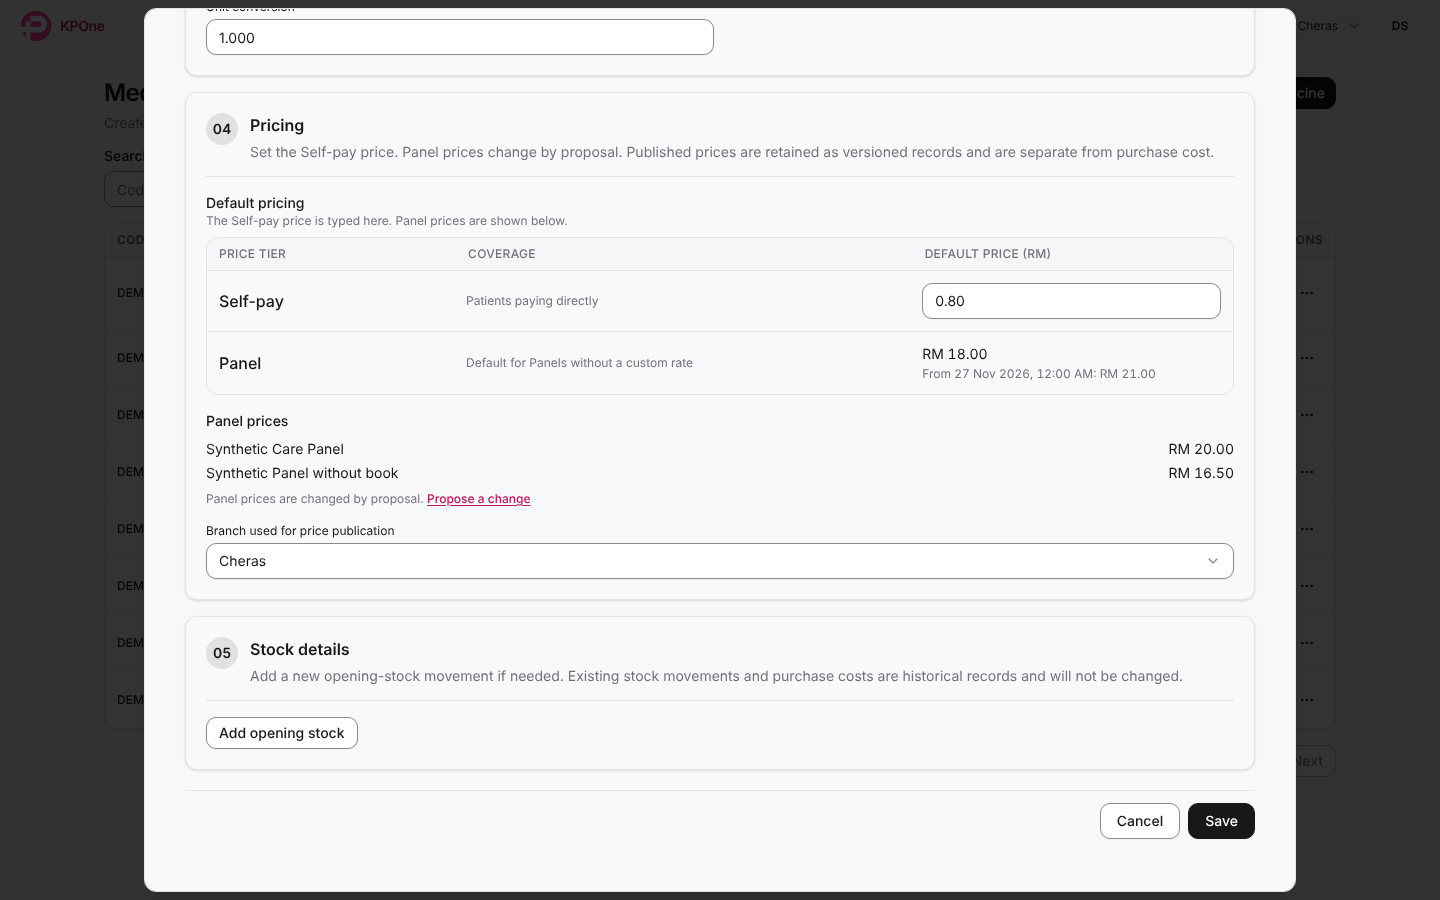 KPOne
Cheras
DS
Unit conversion
1.000
04
Pricing
Set the Self-pay price. Panel prices change by proposal. Published prices are retained as versioned records and are separate from purchase cost.
Default pricing
The Self-pay price is typed here. Panel prices are shown below.
PRICE TIER
COVERAGE
DEFAULT PRICE (RM)
Self-pay
Patients paying directly
0.80
Panel
Default for Panels without a custom rate
RM 18.00
From 27 Nov 2026, 12:00 AM: RM 21.00
Panel prices
Synthetic Care Panel
RM 20.00
Synthetic Panel without book
RM 16.50
Panel prices are changed by proposal. Propose a change
Branch used for price publication
Cheras
05
Stock details
Add a new opening-stock movement if needed. Existing stock movements and purchase costs are historical records and will not be changed.
Add opening stock
Cancel
Save
Next